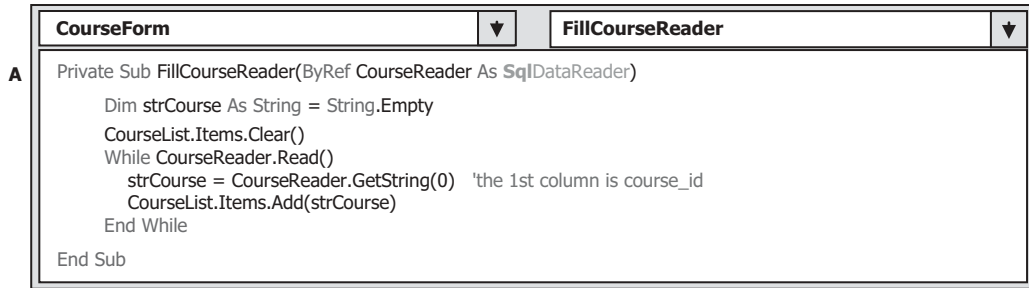 CourseForm
FillCourseReader
A
Private Sub FillCourseReader(ByRef CourseReader As SqlDataReader)
Dim strCourse As String = String.Empty
CourseList.Items.Clear()
While CourseReader.Read()
strCourse = CourseReader.GetString(0) 'the 1st column is course_id
CourseList.Items.Add(strCourse)
End While
End Sub